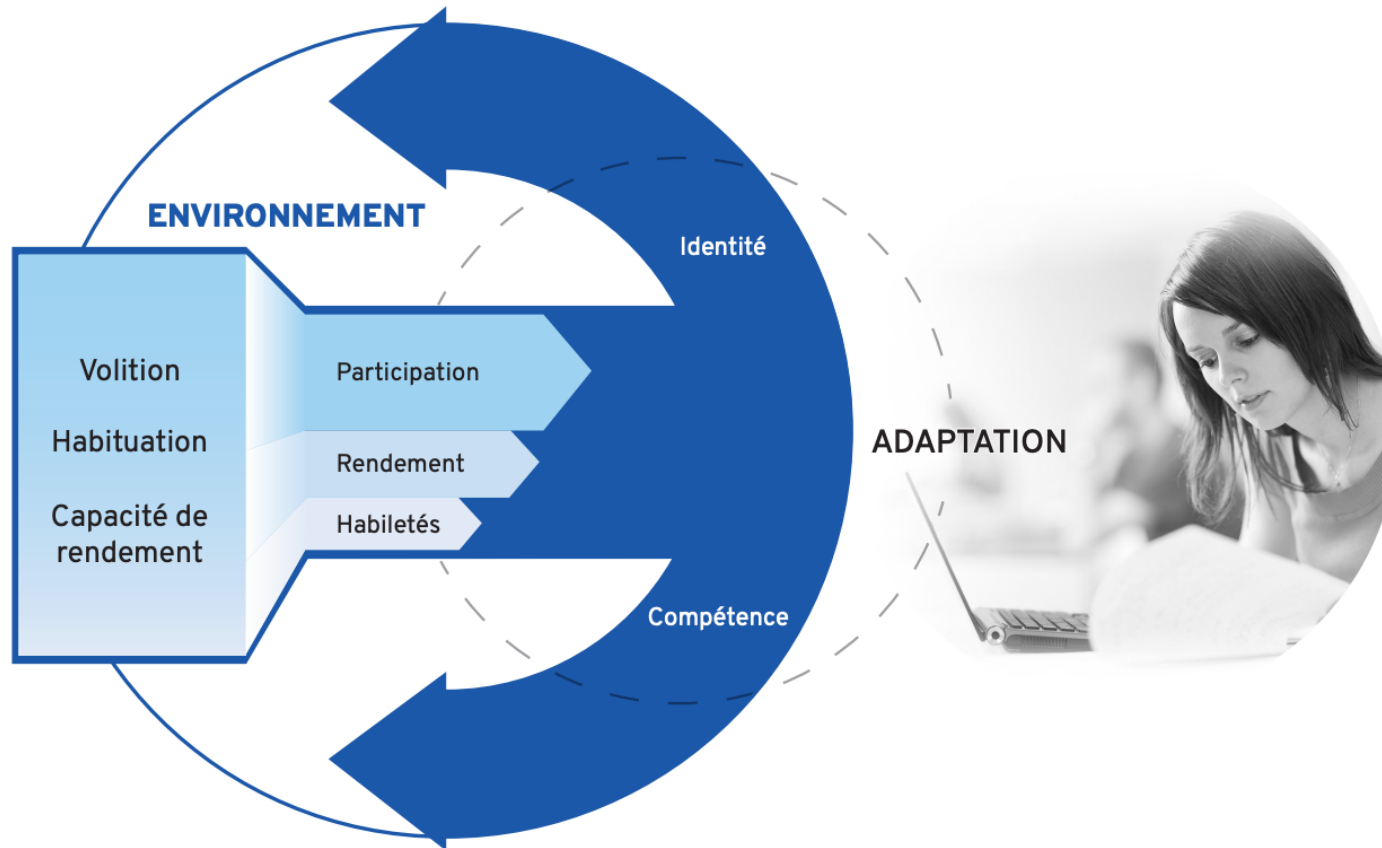 ENVIRONNEMENT
Volition
Habituation
Capacité de
rendement
Participation
Rendement
Habiletés
Identité
Compétence
ADAPTATION